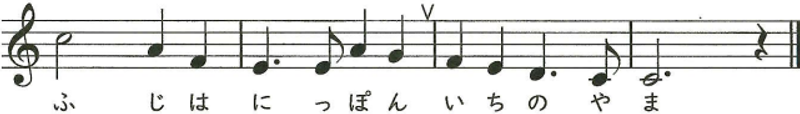 ふ じ は に っ ぽ ん い ち の や ま